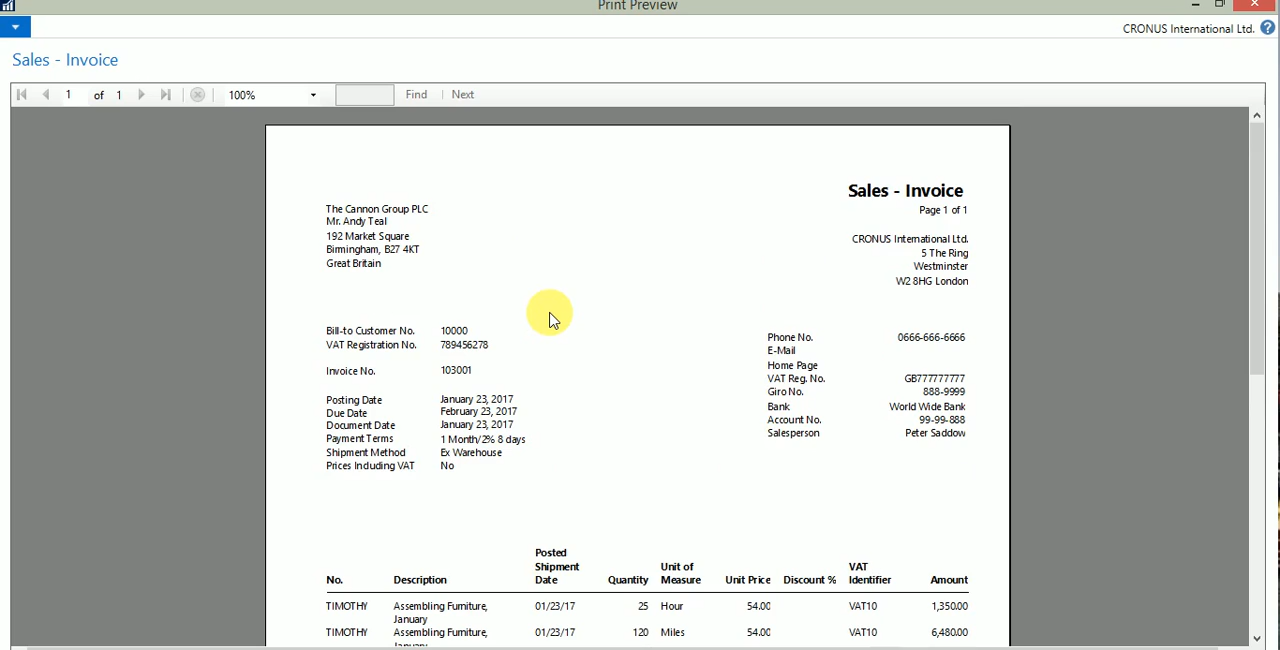 Print Preview
CRONUS International Ltd.
Sales - Invoice
1 of 1 100% Find Next
Sales - Invoice
Page 1 of 1
The Cannon Group PLC
Mr. Andy Teal
192 Market Square
Birmingham, B27 4KT
Great Britain
CRONUS International Ltd.
5 The Ring
Westminster
W2 8HG London
Bill-to Customer No. 10000
VAT Registration No. 789456278
Invoice No. 103001
Posting Date January 23, 2017
Due Date February 23, 2017
Document Date January 23, 2017
Payment Terms 1 Month/2% 8 days
Shipment Method Ex Warehouse
Prices Including VAT No
Phone No. 0666-666-6666
E-Mail
Home Page
VAT Reg. No. GB777777777
Giro No. 888-9999
Bank World Wide Bank
Account No. 99-99-888
Salesperson Peter Saddow
Posted
Shipment Unit of VAT
No. Description Date Quantity Measure Unit Price Discount % Identifier Amount
TIMOTHY Assembling Furniture, 01/23/17 25 Hour 54.00 VAT10 1,350.00
January
TIMOTHY Assembling Furniture, 01/23/17 120 Miles 54.00 VAT10 6,480.00
January